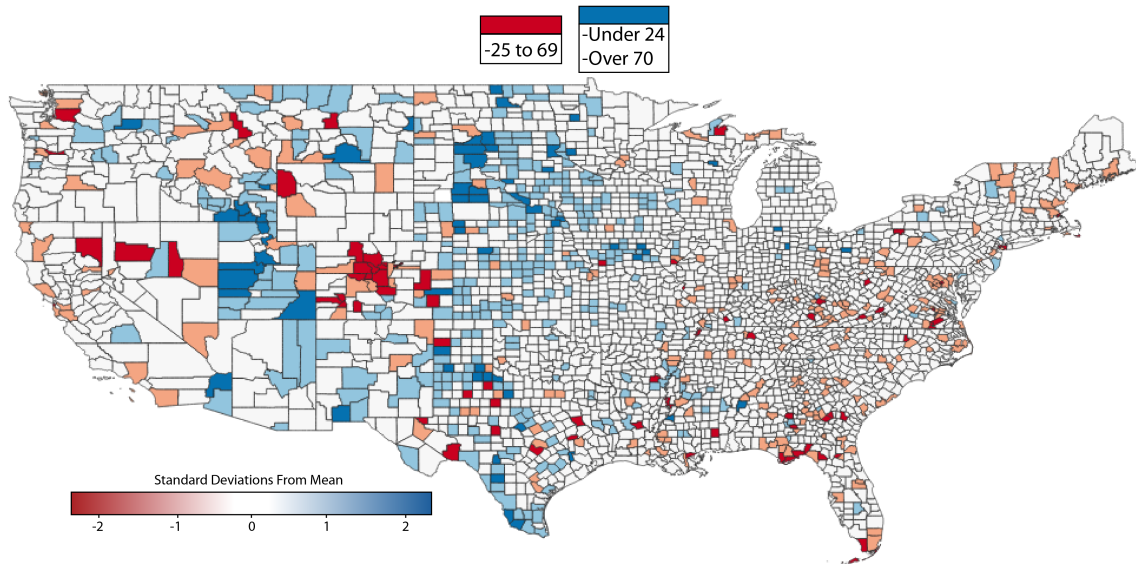 -25 to 69
-Under 24
-Over 70
Standard Deviations From Mean
-2 -1 0 1 2